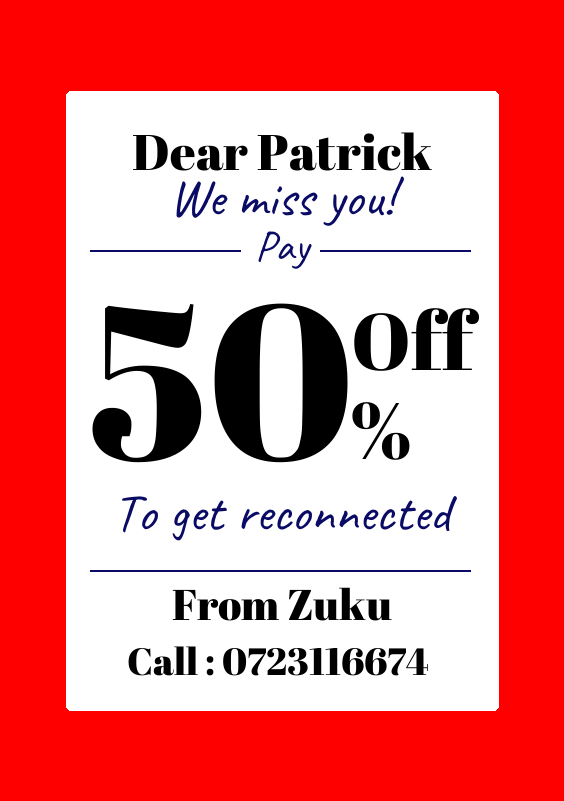 Dear Patrick
We miss you!
Pay
50% Off
To get reconnected
From Zuku
Call : 0723116674